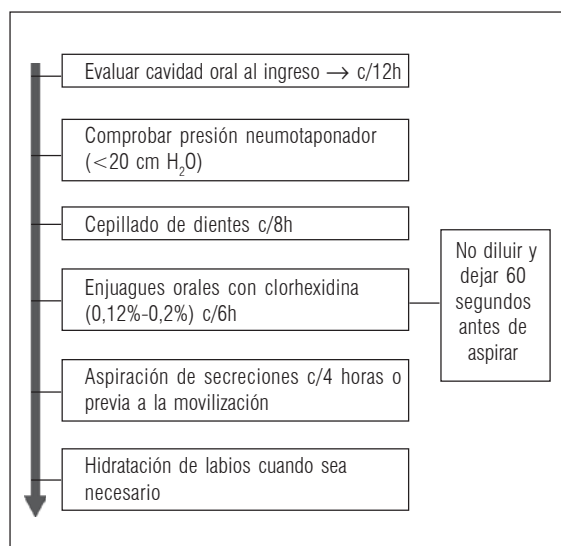 Evaluar cavidad oral al ingreso → c/12h
Comprobar presión neumotaponador
(<20 cm H₂O)
Cepillado de dientes c/8h
Enjuagues orales con clorhexidina
(0,12%-0,2%) c/6h
No diluir y
dejar 60
segundos
antes de
aspirar
Aspiración de secreciones c/4 horas o
previa a la movilización
Hidratación de labios cuando sea
necesario